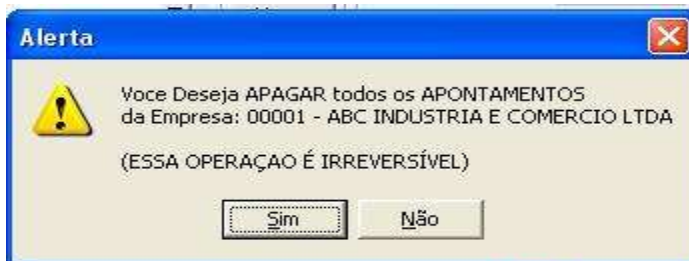 Alerta
Voce Deseja APAGAR todos os APONTAMENTOS
da Empresa: 00001 - ABC INDUSTRIA E COMERCIO LTDA
(ESSA OPERAÇAO É IRREVERSÍVEL)
Sim
Não